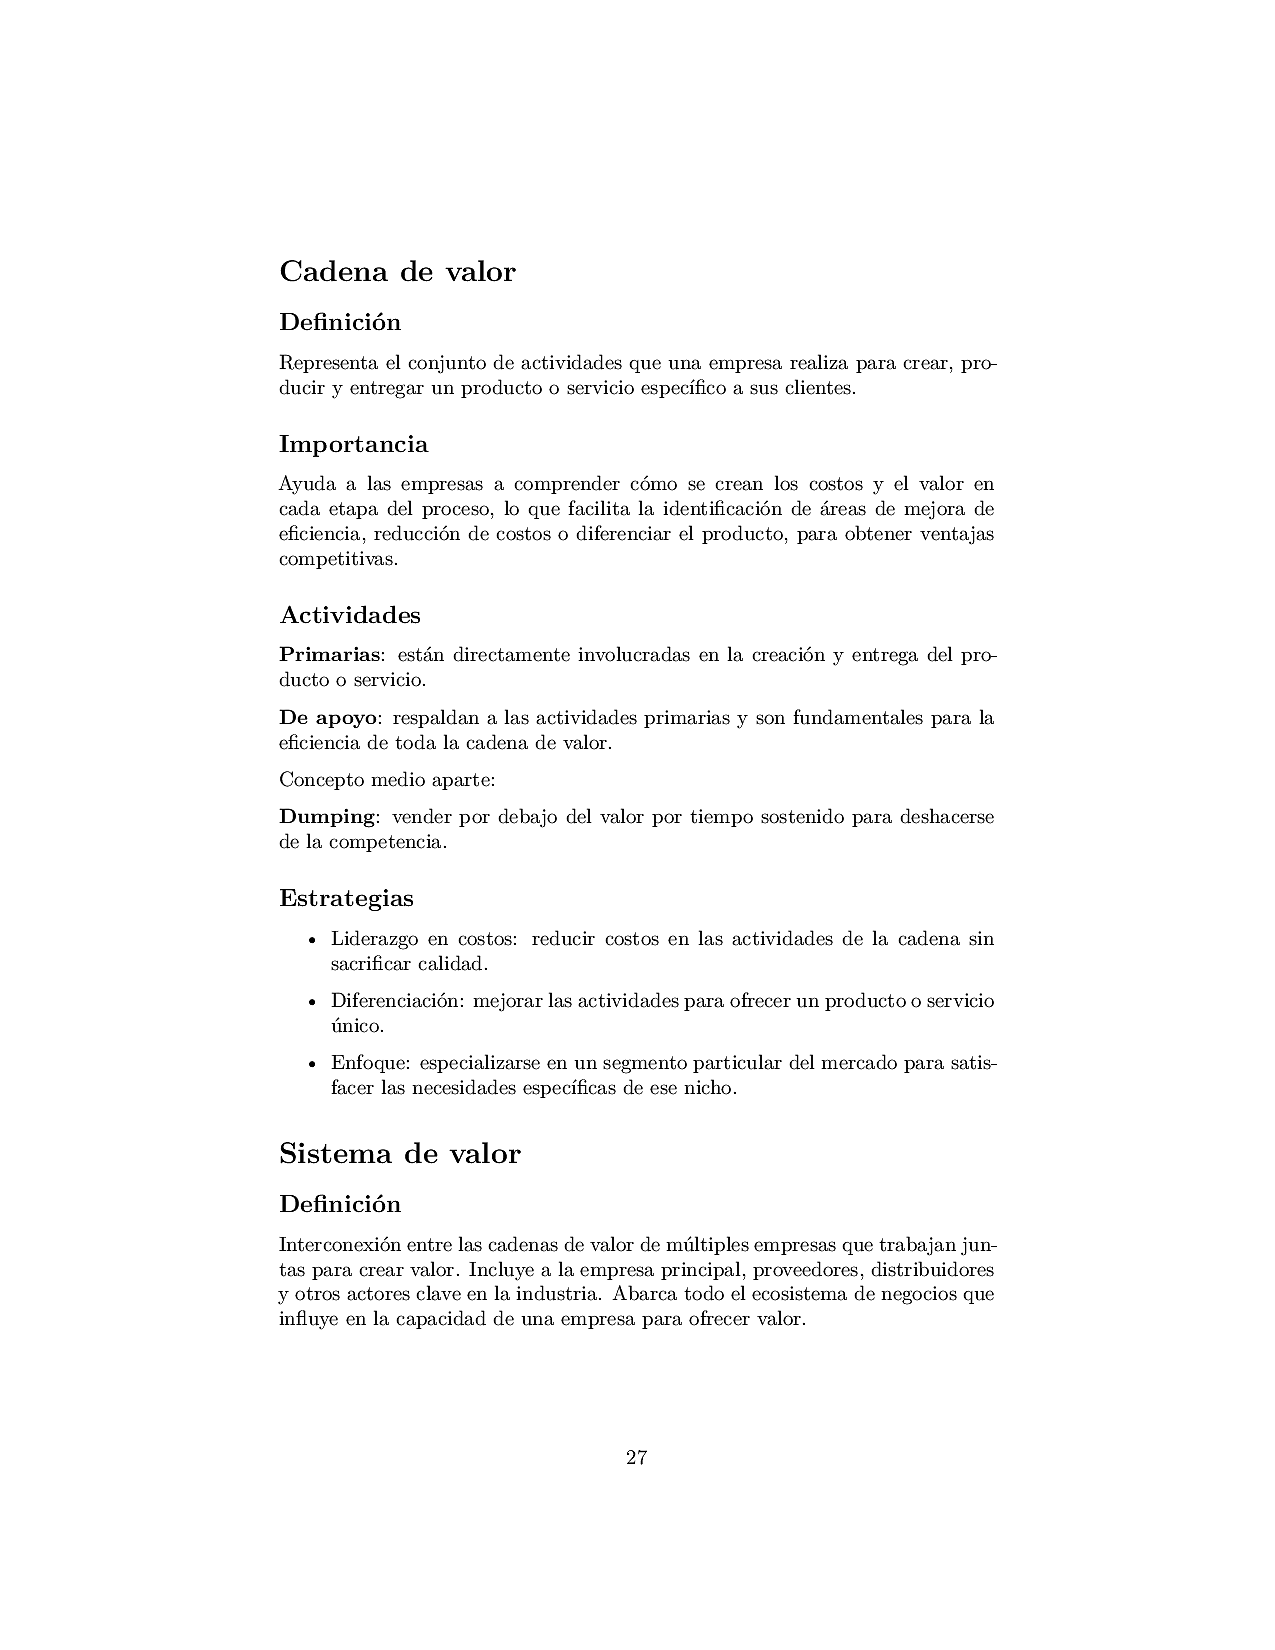 Cadena de valor
Definición
Representa el conjunto de actividades que una empresa realiza para crear, pro-
ducir y entregar un producto o servicio específico a sus clientes.
Importancia
Ayuda a las empresas a comprender cómo se crean los costos y el valor en
cada etapa del proceso, lo que facilita la identificación de áreas de mejora de
eficiencia, reducción de costos o diferenciar el producto, para obtener ventajas
competitivas.
Actividades
Primarias: están directamente involucradas en la creación y entrega del pro-
ducto o servicio.
De apoyo: respaldan a las actividades primarias y son fundamentales para la
eficiencia de toda la cadena de valor.
Concepto medio aparte:
Dumping: vender por debajo del valor por tiempo sostenido para deshacerse
de la competencia.
Estrategias
• Liderazgo en costos: reducir costos en las actividades de la cadena sin
sacrificar calidad.
• Diferenciación: mejorar las actividades para ofrecer un producto o servicio
único.
• Enfoque: especializarse en un segmento particular del mercado para satis-
facer las necesidades específicas de ese nicho.
Sistema de valor
Definición
Interconexión entre las cadenas de valor de múltiples empresas que trabajan jun-
tas para crear valor. Incluye a la empresa principal, proveedores, distribuidores
y otros actores clave en la industria. Abarca todo el ecosistema de negocios que
influye en la capacidad de una empresa para ofrecer valor.
27